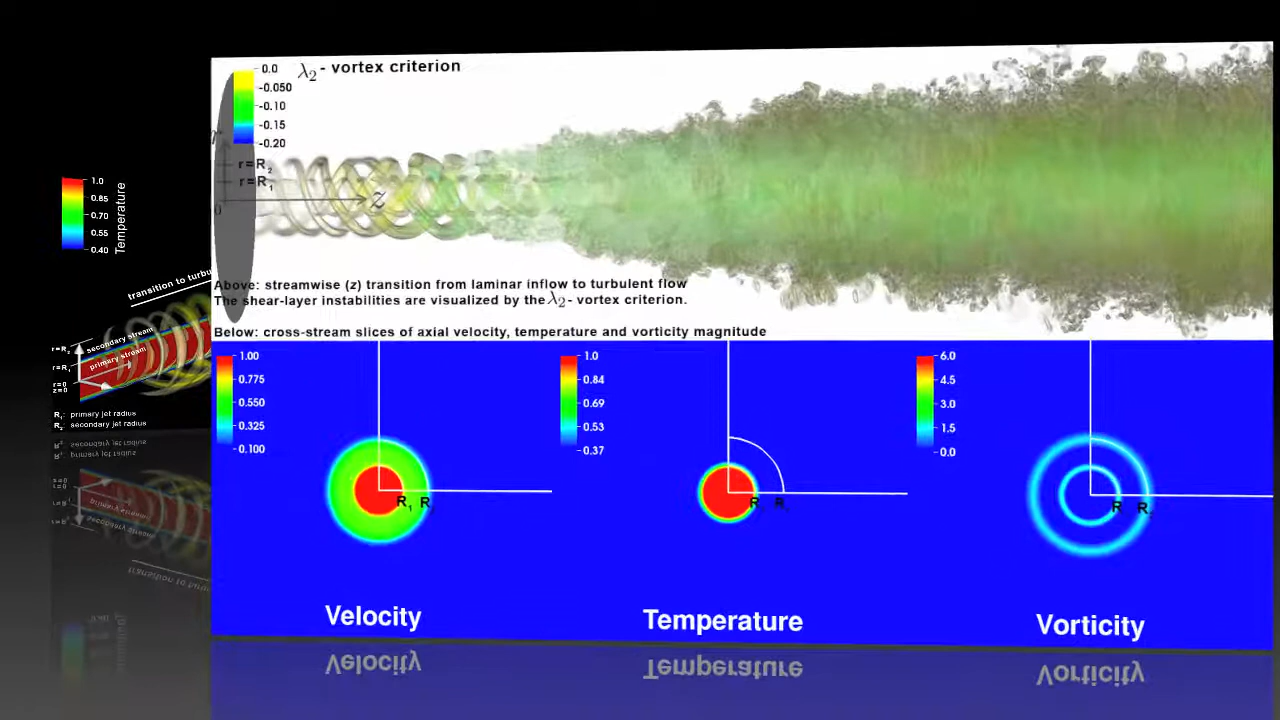 λ2 - vortex criterion
0.0
-0.050
-0.10
-0.15
-0.20
r
r=R2
r=R1
z
0
Above: streamwise (z) transition from laminar inflow to turbulent flow
The shear-layer instabilities are visualized by the λ2 - vortex criterion.
Below: cross-stream slices of axial velocity, temperature and vorticity magnitude
1.0
0.85
0.70
0.55
0.40
Temperature
transition to turbu
secondary stream
primary stream
r=R
r=R
r=0
z=0
R1: primary jet radius
R2: secondary jet radius
1.00
0.775
0.550
0.325
0.100
R1 R
Velocity
1.0
0.84
0.69
0.53
0.37
R R
Temperature
6.0
4.5
3.0
1.5
0.0
R R
Vorticity